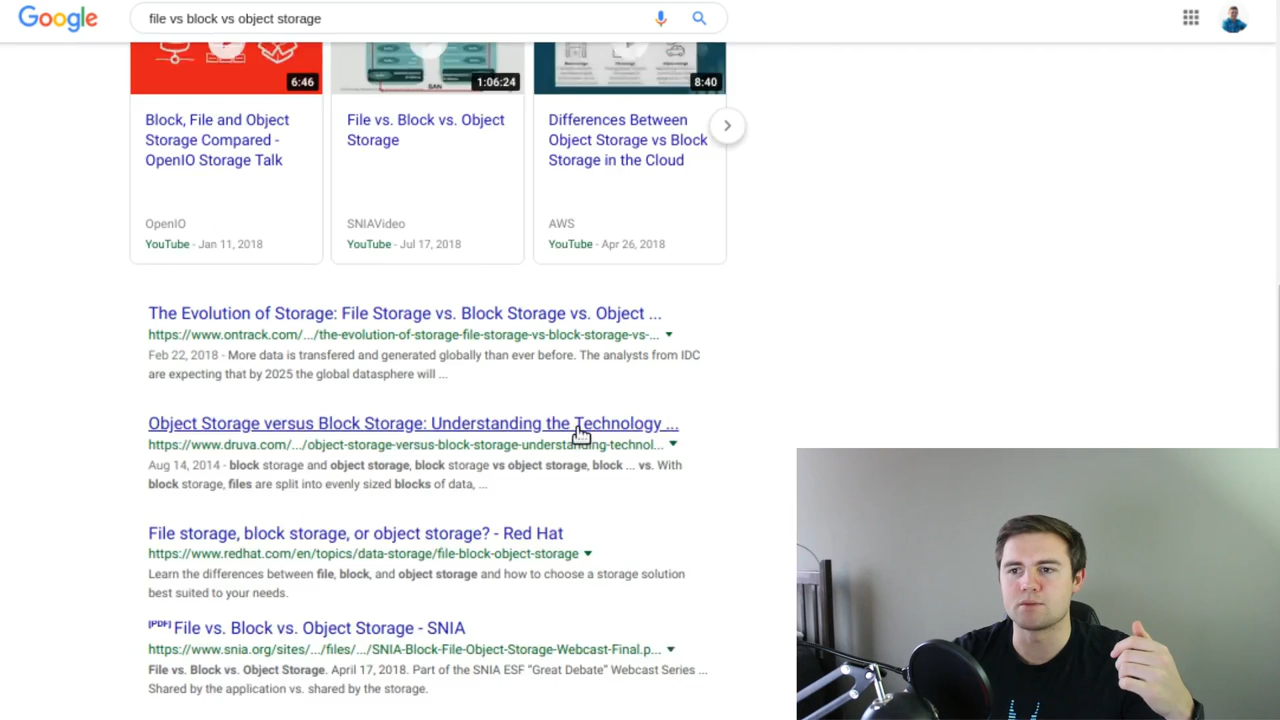 Google
file vs block vs object storage
6:46
1:06:24
8:40
SAN
Block, File and Object
Storage Compared -
OpenIO Storage Talk
OpenIO
YouTube - Jan 11, 2018
File vs. Block vs. Object
Storage
SNIAVideo
YouTube - Jul 17, 2018
Differences Between
Object Storage vs Block
Storage in the Cloud
AWS
YouTube - Apr 26, 2018
The Evolution of Storage: File Storage vs. Block Storage vs. Object ...
https://www.ontrack.com/.../the-evolution-of-storage-file-storage-vs-block-storage-vs-...
Feb 22, 2018 - More data is transfered and generated globally than ever before. The analysts from IDC
are expecting that by 2025 the global datasphere will ...
Object Storage versus Block Storage: Understanding the Technology ...
https://www.druva.com/.../object-storage-versus-block-storage-understanding-technol...
Aug 14, 2014 - block storage and object storage, block storage vs object storage, block ... vs. With
block storage, files are split into evenly sized blocks of data, ...
File storage, block storage, or object storage? - Red Hat
https://www.redhat.com/en/topics/data-storage/file-block-object-storage
Learn the differences between file, block, and object storage and how to choose a storage solution
best suited to your needs.
[PDF] File vs. Block vs. Object Storage - SNIA
https://www.snia.org/sites/.../files/.../SNIA-Block-File-Object-Storage-Webcast-Final.p...
File vs. Block vs. Object Storage. April 17, 2018. Part of the SNIA ESF "Great Debate" Webcast Series ...
Shared by the application vs. shared by the storage.